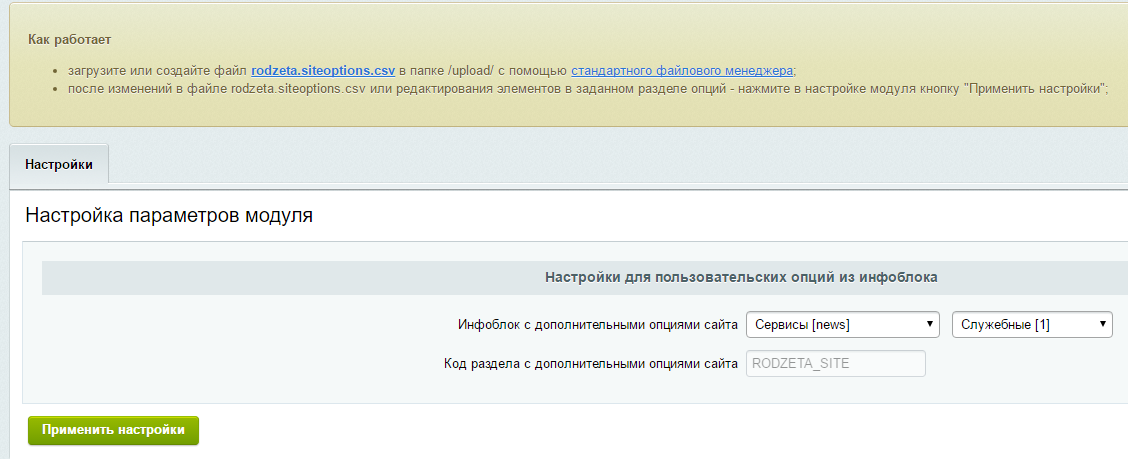 Как работает
загрузите или создайте файл rodzeta.siteoptions.csv в папке /upload/ с помощью стандартного файлового менеджера;
после изменений в файле rodzeta.siteoptions.csv или редактирования элементов в заданном разделе опций - нажмите в настройке модуля кнопку "Применить настройки";
Настройки
Настройка параметров модуля
Настройки для пользовательских опций из инфоблока
Инфоблок с дополнительными опциями сайта Сервисы [news] Служебные [1]
Код раздела с дополнительными опциями сайта RODZETA_SITE
Применить настройки